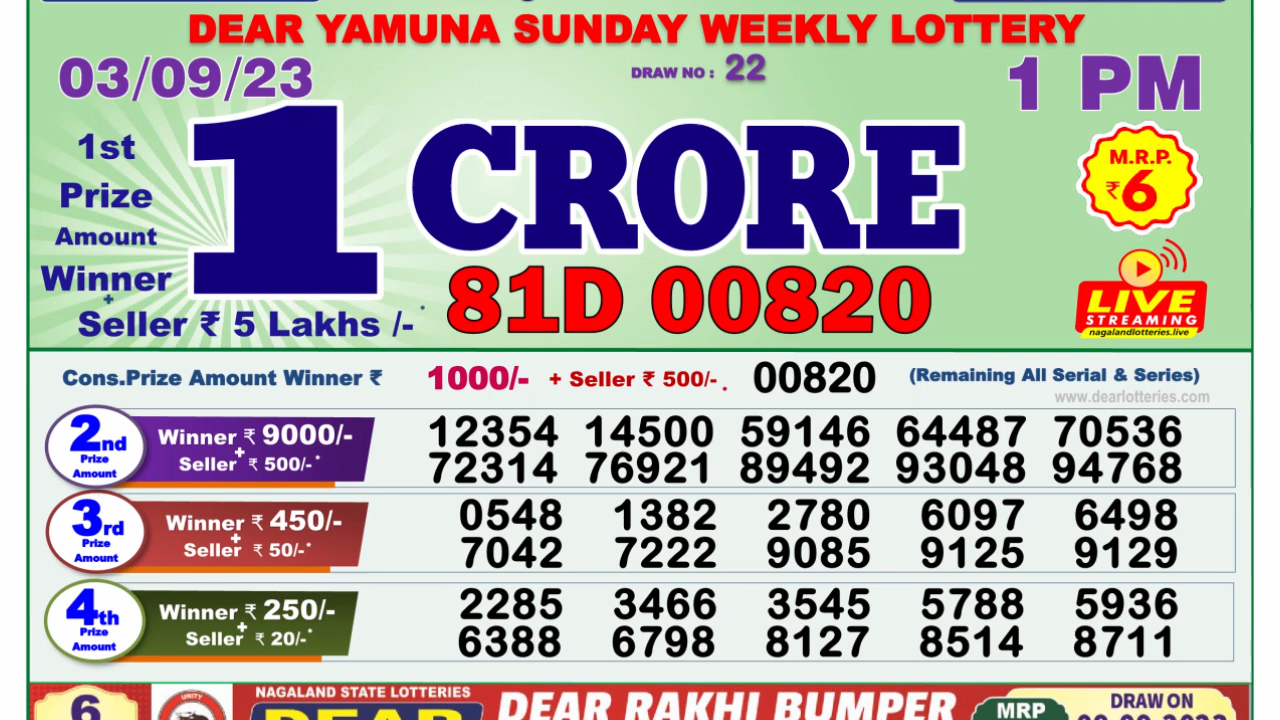 DEAR YAMUNA SUNDAY WEEKLY LOTTERY
03/09/23
DRAW NO : 22
1 PM
1st
Prize
Amount
Winner
+
Seller ₹ 5 Lakhs /- *
1 CRORE
81D 00820
M.R.P.
₹6
LIVE
STREAMING
nagalandlotteries.live
Cons.Prize Amount Winner ₹ 1000/- + Seller ₹ 500/- . 00820 (Remaining All Serial & Series)
www.dearlotteries.com
2nd
Prize
Amount
Winner ₹ 9000/-
+
Seller ₹ 500/-*
12354 14500 59146 64487 70536
72314 76921 89492 93048 94768
3rd
Prize
Amount
Winner ₹ 450/-
+
Seller ₹ 50/-*
0548 1382 2780 6097 6498
7042 7222 9085 9125 9129
4th
Prize
Amount
Winner ₹ 250/-
+
Seller ₹ 20/-*
2285 3466 3545 5788 5936
6388 6798 8127 8514 8711
6
UNITY
NAGALAND STATE LOTTERIES
DEAR
DEAR RAKHI BUMPER
MRP
DRAW ON